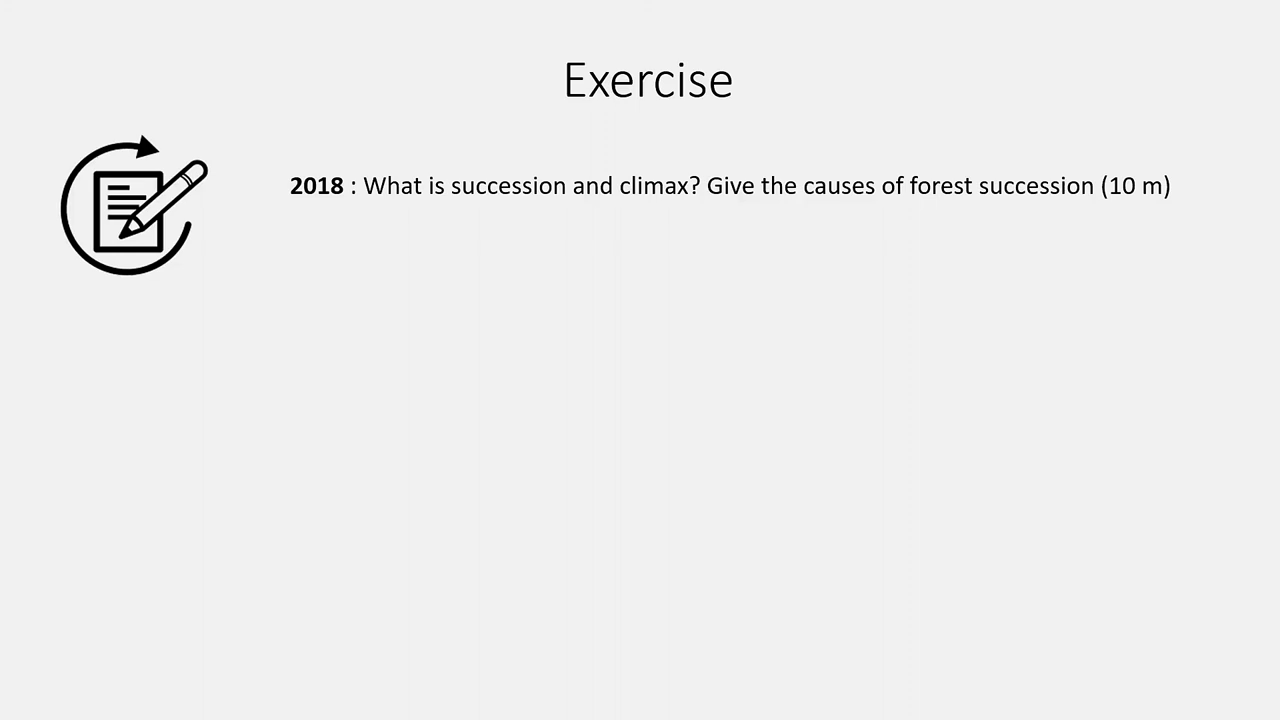 Exercise
2018 : What is succession and climax? Give the causes of forest succession (10 m)